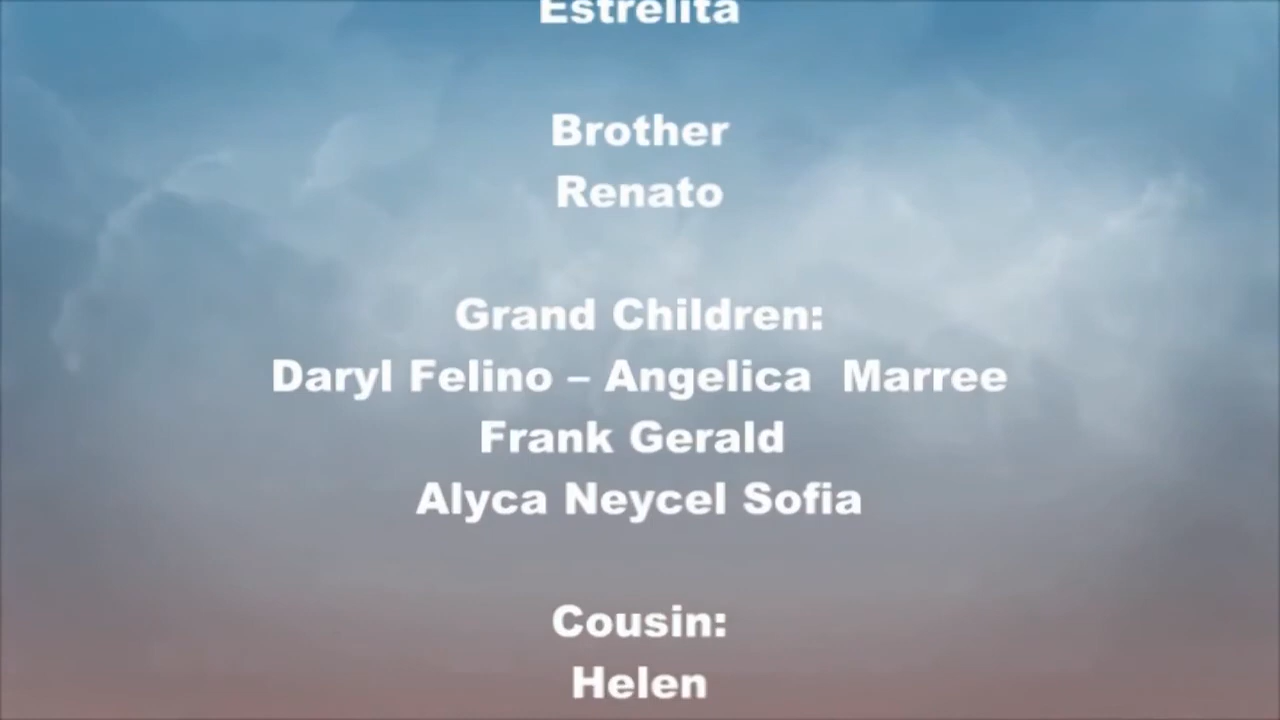 Estrelita
Brother
Renato
Grand Children:
Daryl Felino – Angelica  Marree
Frank Gerald
Alyca Neycel Sofia
Cousin:
Helen